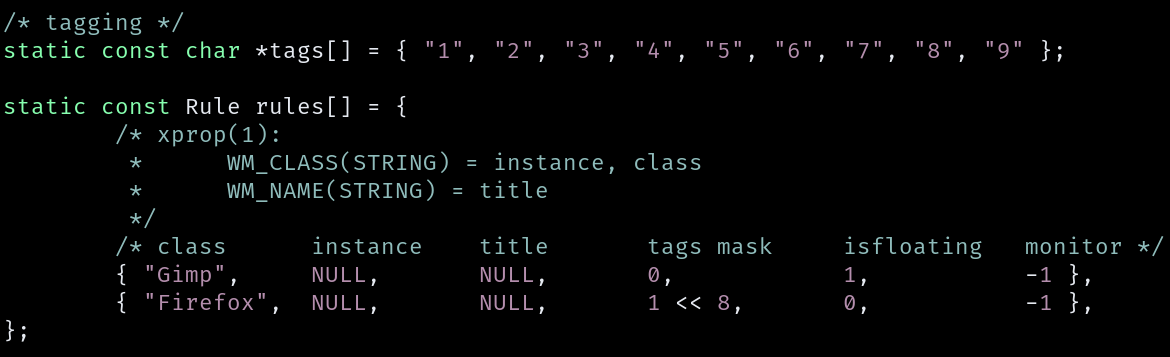 /* tagging */
static const char *tags[] = { "1", "2", "3", "4", "5", "6", "7", "8", "9" };

static const Rule rules[] = {
        /* xprop(1):
         *      WM_CLASS(STRING) = instance, class
         *      WM_NAME(STRING) = title
         */
        /* class      instance    title       tags mask     isfloating   monitor */
        { "Gimp",     NULL,       NULL,       0,            1,           -1 },
        { "Firefox",  NULL,       NULL,       1 << 8,       0,           -1 },
};